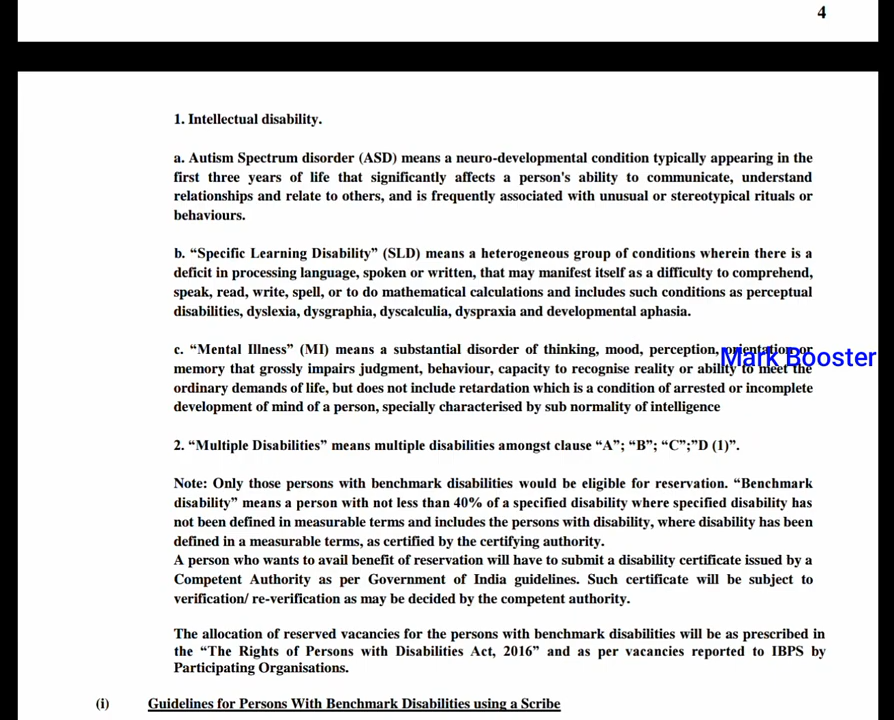 4
1. Intellectual disability.
a. Autism Spectrum disorder (ASD) means a neuro-developmental condition typically appearing in the
first three years of life that significantly affects a person's ability to communicate, understand
relationships and relate to others, and is frequently associated with unusual or stereotypical rituals or
behaviours.
b. “Specific Learning Disability” (SLD) means a heterogeneous group of conditions wherein there is a
deficit in processing language, spoken or written, that may manifest itself as a difficulty to comprehend,
speak, read, write, spell, or to do mathematical calculations and includes such conditions as perceptual
disabilities, dyslexia, dysgraphia, dyscalculia, dyspraxia and developmental aphasia.
c. “Mental Illness” (MI) means a substantial disorder of thinking, mood, perception, orientation or
Mark Booster
memory that grossly impairs judgment, behaviour, capacity to recognise reality or ability to meet the
ordinary demands of life, but does not include retardation which is a condition of arrested or incomplete
development of mind of a person, specially characterised by sub normality of intelligence
2. “Multiple Disabilities” means multiple disabilities amongst clause “A”; “B”; “C”;”D (1)”.
Note: Only those persons with benchmark disabilities would be eligible for reservation. “Benchmark
disability” means a person with not less than 40% of a specified disability where specified disability has
not been defined in measurable terms and includes the persons with disability, where disability has been
defined in a measurable terms, as certified by the certifying authority.
A person who wants to avail benefit of reservation will have to submit a disability certificate issued by a
Competent Authority as per Government of India guidelines. Such certificate will be subject to
verification/ re-verification as may be decided by the competent authority.
The allocation of reserved vacancies for the persons with benchmark disabilities will be as prescribed in
the “The Rights of Persons with Disabilities Act, 2016” and as per vacancies reported to IBPS by
Participating Organisations.
(i) Guidelines for Persons With Benchmark Disabilities using a Scribe